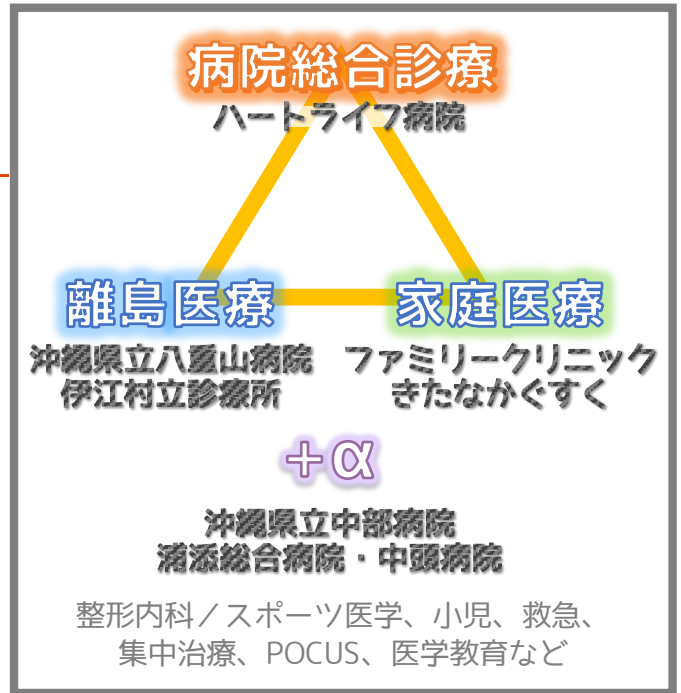 病院総合診療
ハートライフ病院
離島医療
家庭医療
沖縄県立八重山病院
伊江村立診療所
ファミリークリニック
きたなかぐすく
+α
沖縄県立中部病院
浦添総合病院・中頭病院
整形内科／スポーツ医学、小児、救急、
集中治療、POCUS、医学教育など